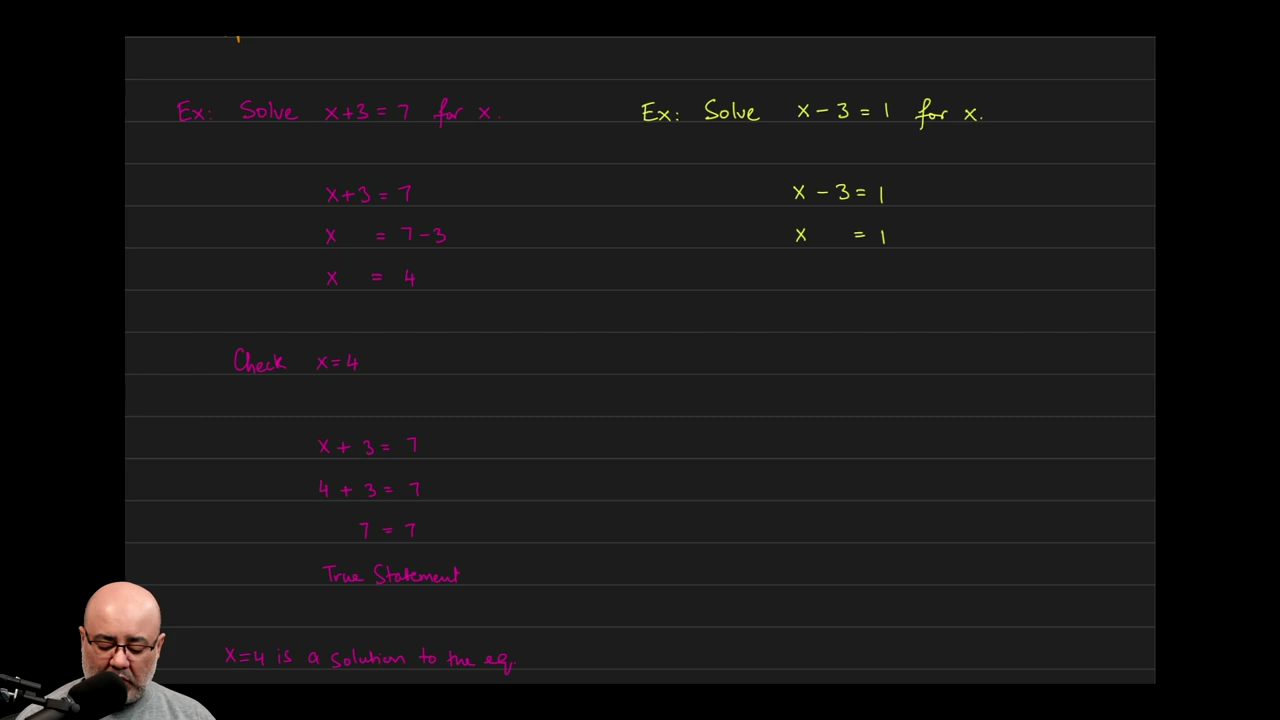 Ex: Solve x+3=7 for x.
x+3=7
x = 7-3
x = 4
Check x=4
x + 3 = 7
4 + 3 = 7
7 = 7
True Statement
x=4 is a solution to the eq.
Ex: Solve x-3=1 for x.
x-3=1
x = 1